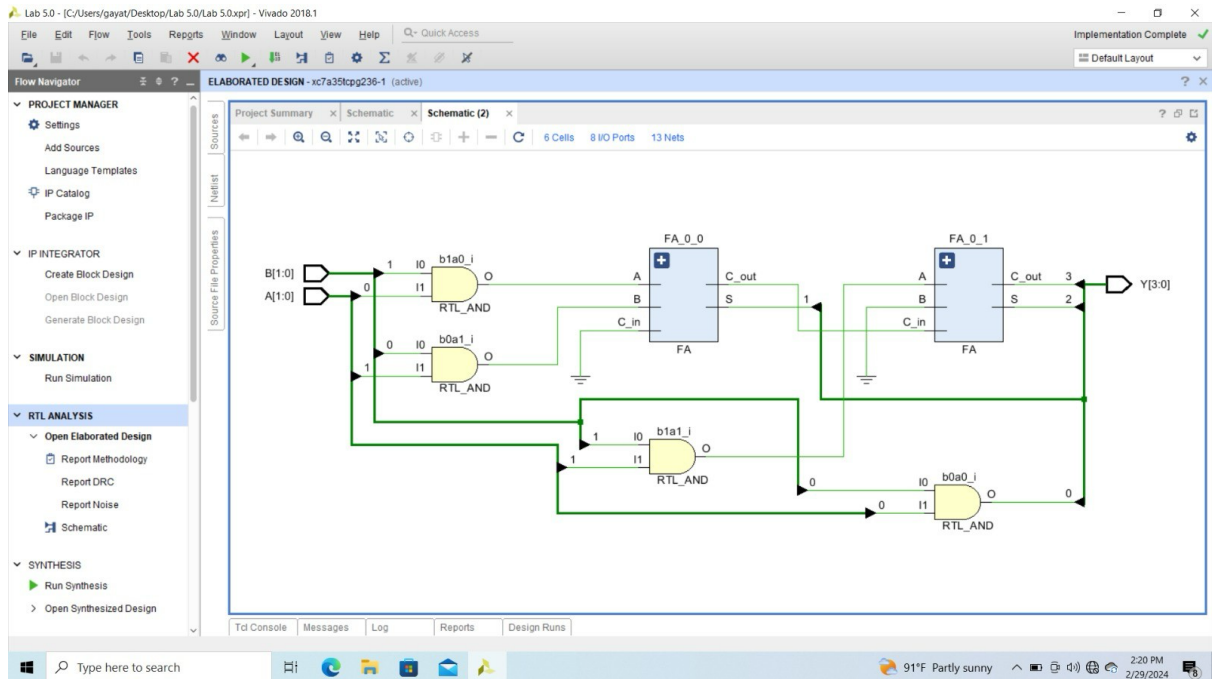 Lab 5.0 - [C:/Users/gayat/Desktop/Lab 5.0/Lab 5.0.xpr] - Vivado 2018.1
File Edit Flow Tools Reports Window Layout View Help Q- Quick Access
Implementation Complete
Default Layout
Flow Navigator
ELABORATED DESIGN - xc7a35tcpg236-1 (active)
PROJECT MANAGER
Settings
Add Sources
Language Templates
IP Catalog
Package IP
IP INTEGRATOR
Create Block Design
Open Block Design
Generate Block Design
SIMULATION
Run Simulation
RTL ANALYSIS
Open Elaborated Design
Report Methodology
Report DRC
Report Noise
Schematic
SYNTHESIS
Run Synthesis
Open Synthesized Design
Sources
Netlist
Source File Properties
Project Summary Schematic Schematic (2)
6 Cells 8 I/O Ports 13 Nets
B[1:0]
A[1:0]
1 I0 b1a0_i O
0 I1
RTL_AND
0 I0 b0a1_i O
1 I1
RTL_AND
FA_0_0
A C_out
B S 1
C_in
FA
FA_0_1
A C_out 3
B S 2
C_in
FA
Y[3:0]
1 I0 b1a1_i O
1 I1
RTL_AND
0 I0 b0a0_i O 0
0 I1
RTL_AND
Tcl Console Messages Log Reports Design Runs
Type here to search
91°F Partly sunny
2:20 PM
2/29/2024
8